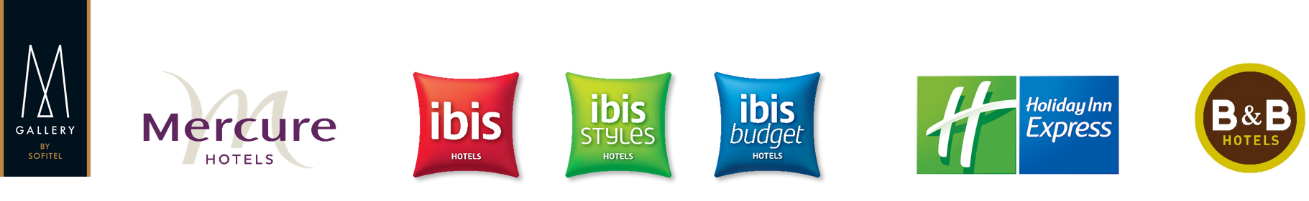 M
GALLERY
BY
SOFITEL
Mercure
HOTELS
ibis
HOTELS
ibis
STYLES
HOTELS
ibis
budget
HOTELS
H
Holiday Inn
Express
B&B
HOTELS